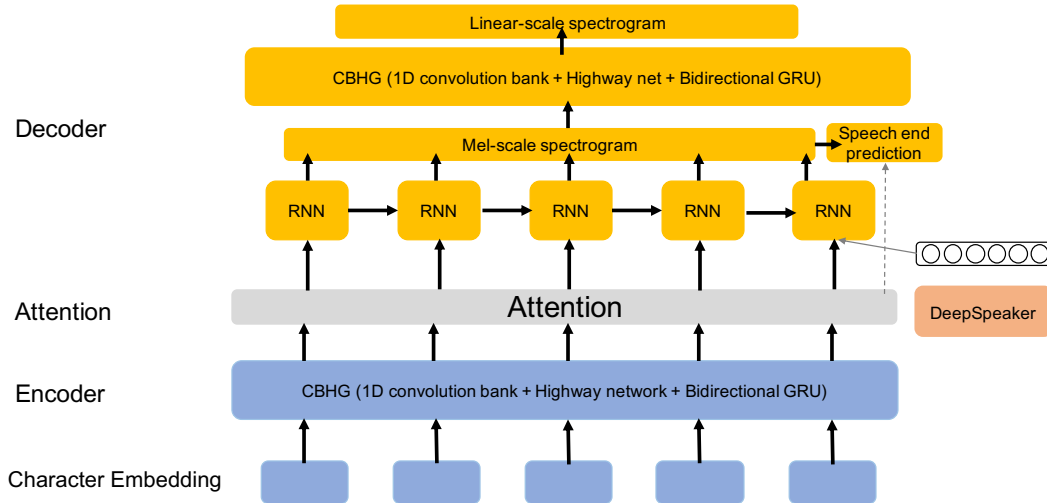 Linear-scale spectrogram
CBHG (1D convolution bank + Highway net + Bidirectional GRU)
Decoder
Mel-scale spectrogram
Speech end
prediction
RNN
RNN
RNN
RNN
RNN
Attention
Attention
DeepSpeaker
Encoder
CBHG (1D convolution bank + Highway network + Bidirectional GRU)
Character Embedding